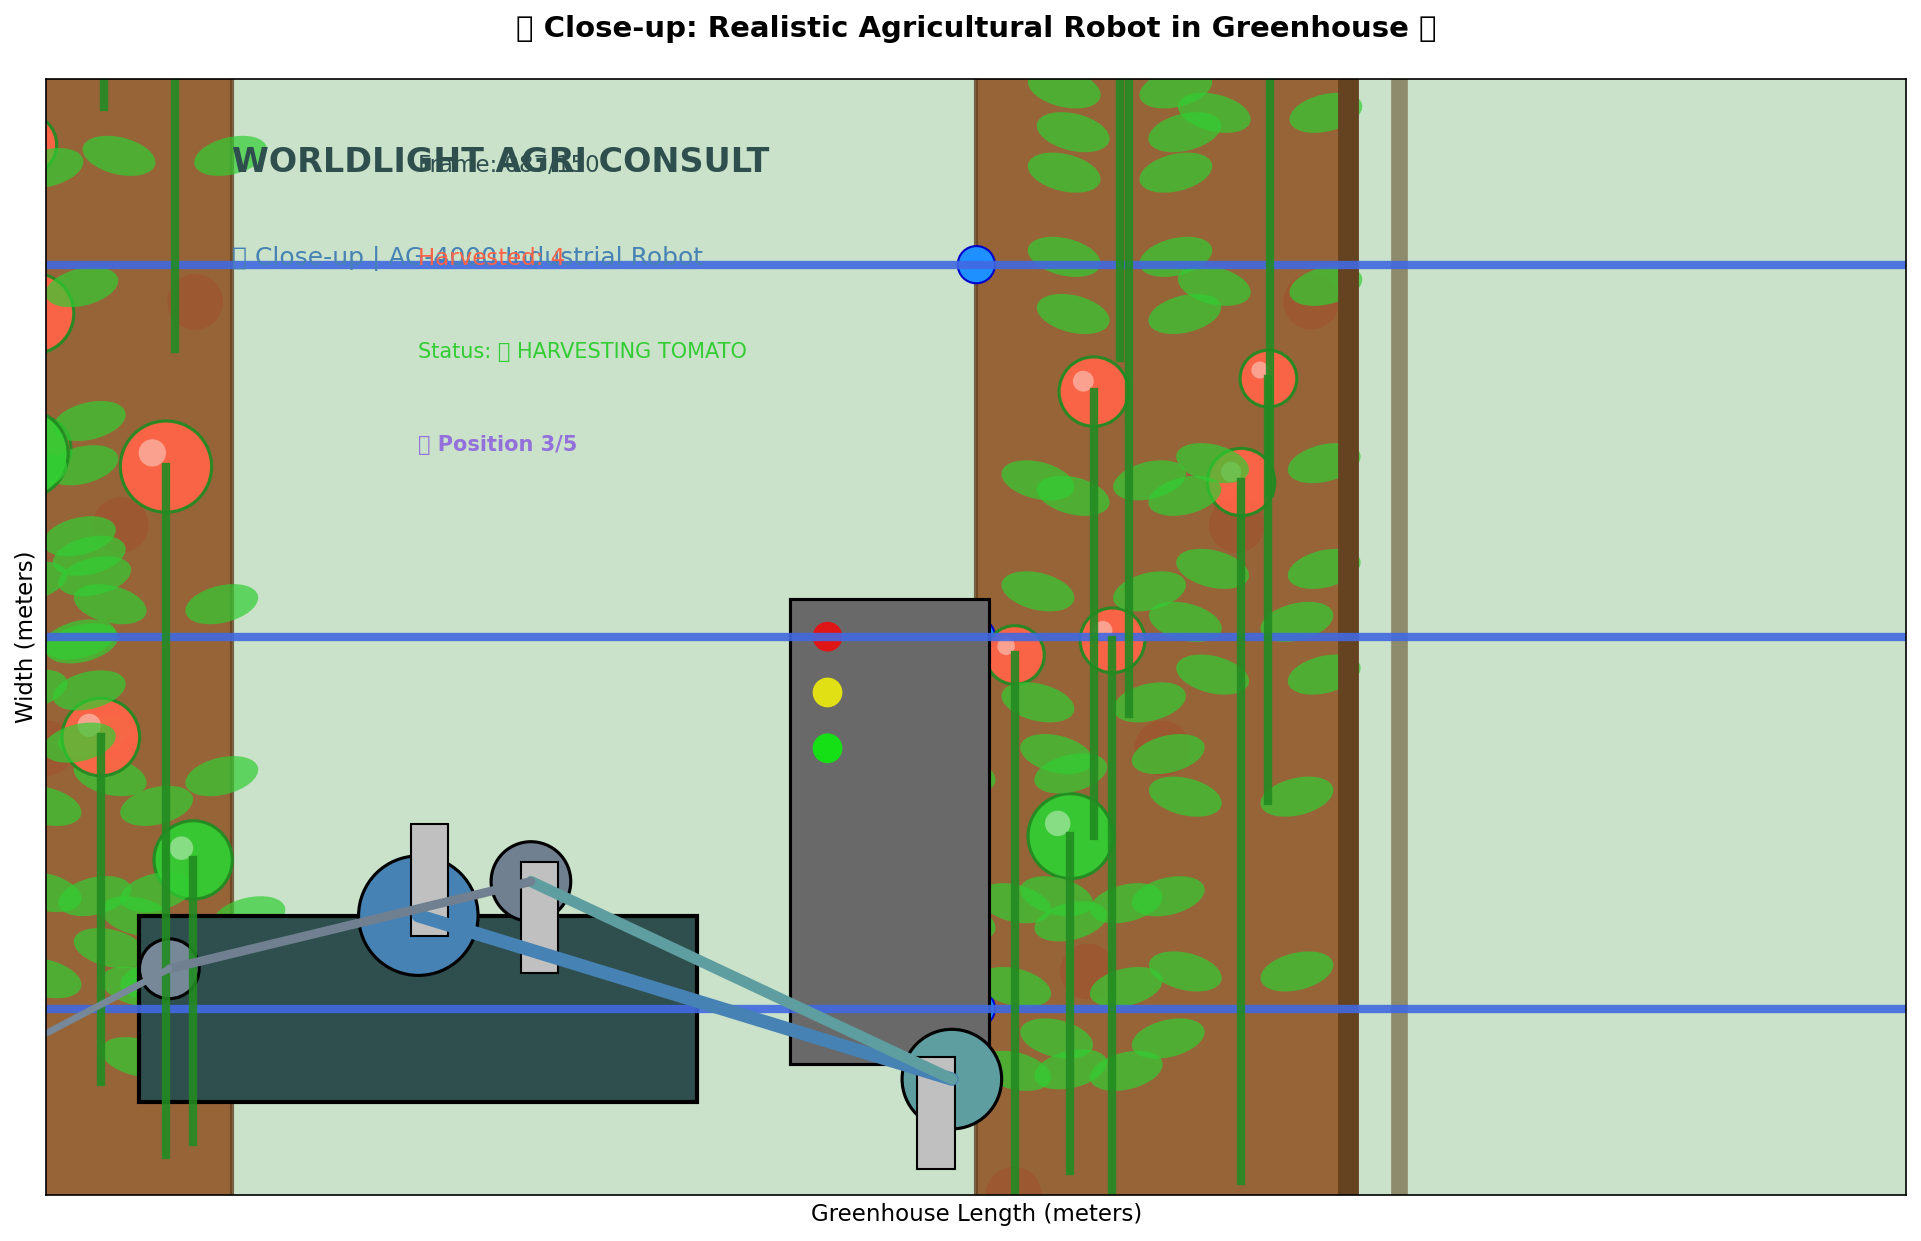 Close-up: Realistic Agricultural Robot in Greenhouse
WORLDLIGHT AGRI CONSULT
Frame: 087/150
Close-up | AG-4000 Industrial Robot
Harvested: 4
Status: HARVESTING TOMATO
Position 3/5
Width (meters)
Greenhouse Length (meters)